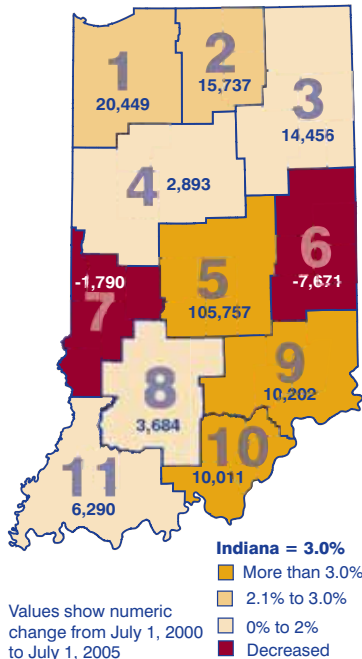 1
20,449
2
15,737
3
14,456
4
2,893
5
105,757
6
-7,671
-1,790
7
8
3,684
9
10,202
10
10,011
11
6,290
Indiana = 3.0%
More than 3.0%
2.1% to 3.0%
0% to 2%
Decreased
Values show numeric
change from July 1, 2000
to July 1, 2005